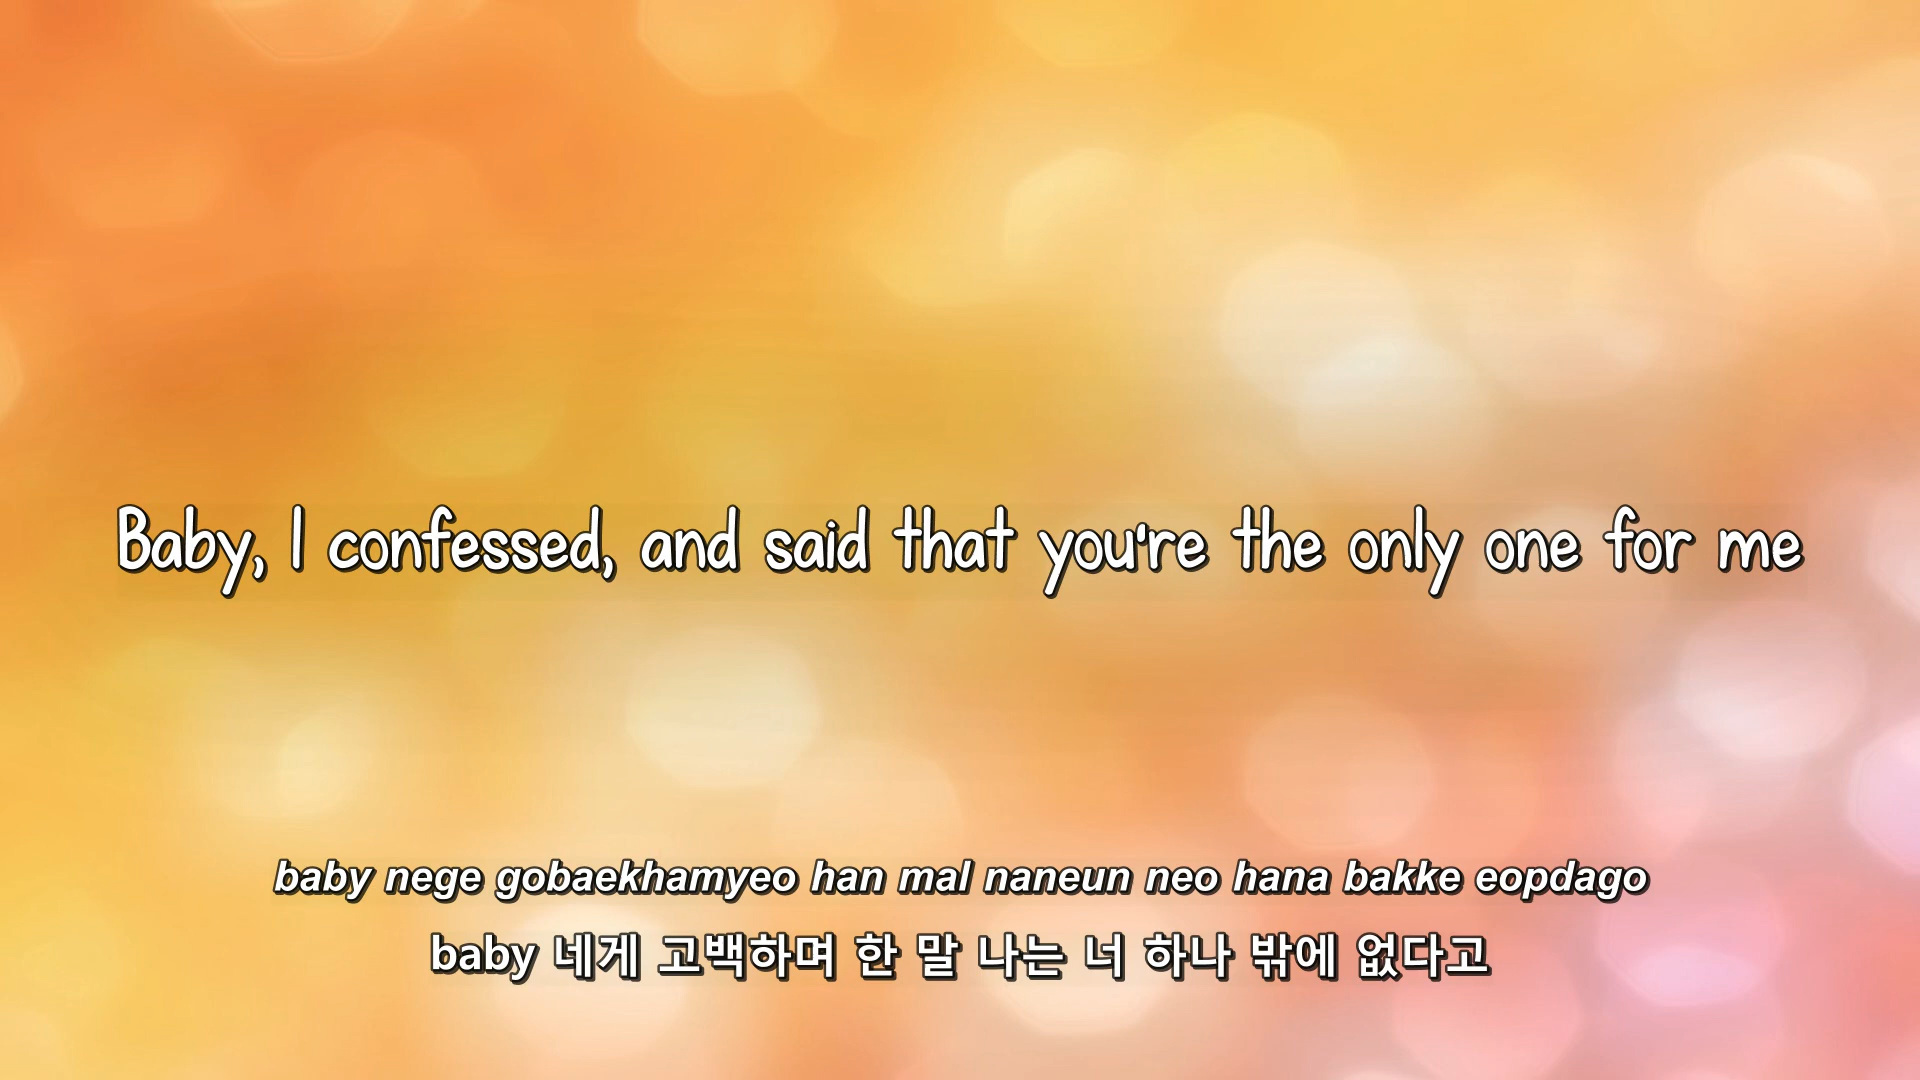 Baby, I confessed, and said that you're the only one for me
baby nege gobaekhamyeo han mal naneun neo hana bakke eopdago
baby 네게 고백하며 한 말 나는 너 하나 밖에 없다고